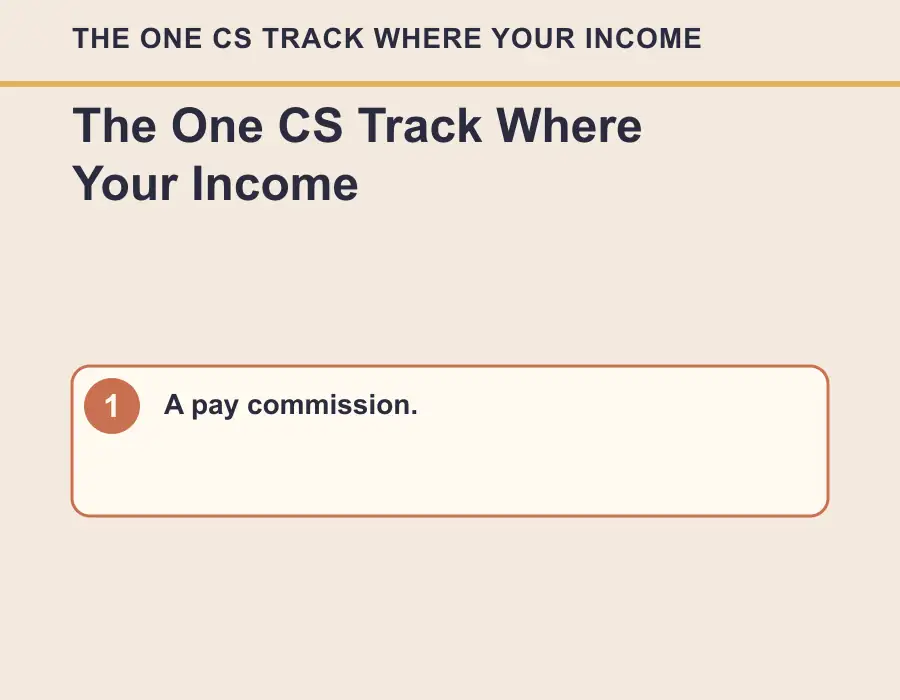 THE ONE CS TRACK WHERE YOUR INCOME
The One CS Track Where
Your Income
1 A pay commission.